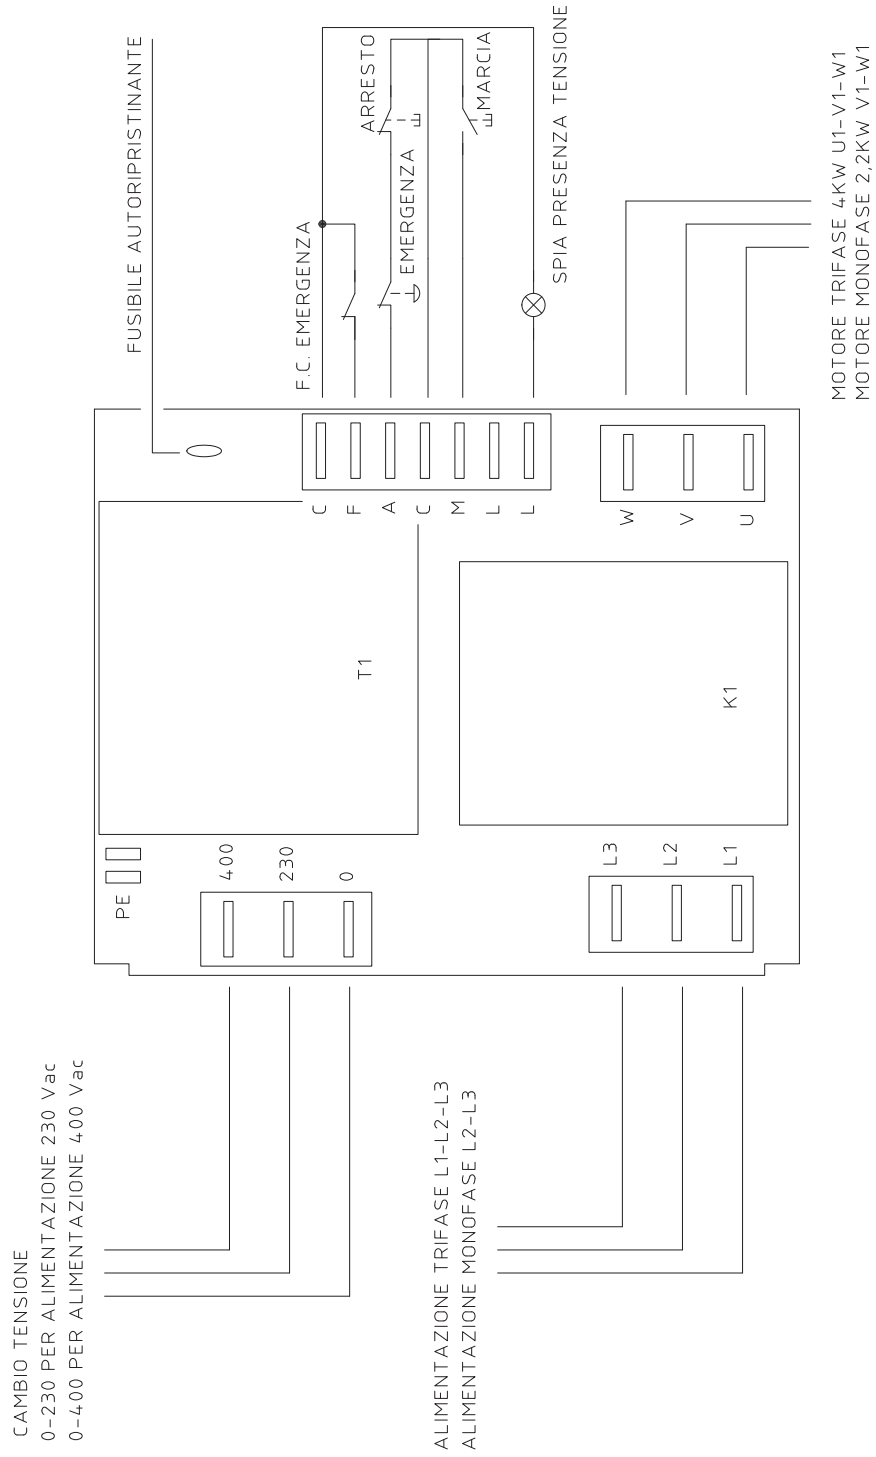 CAMBIO TENSIONE
0-230 PER ALIMENTAZIONE 230 Vac
0-400 PER ALIMENTAZIONE 400 Vac
PE
400
230
0
T1
FUSIBILE AUTORIPRISTINANTE
F.C. EMERGENZA
ARRESTO
EMERGENZA
MARCIA
SPIA PRESENZA TENSIONE
C
F
A
C
M
L
L
ALIMENTAZIONE TRIFASE L1-L2-L3
ALIMENTAZIONE MONOFASE L2-L3
L3
L2
L1
K1
W
V
U
MOTORE TRIFASE 4KW U1-V1-W1
MOTORE MONOFASE 2,2KW V1-W1